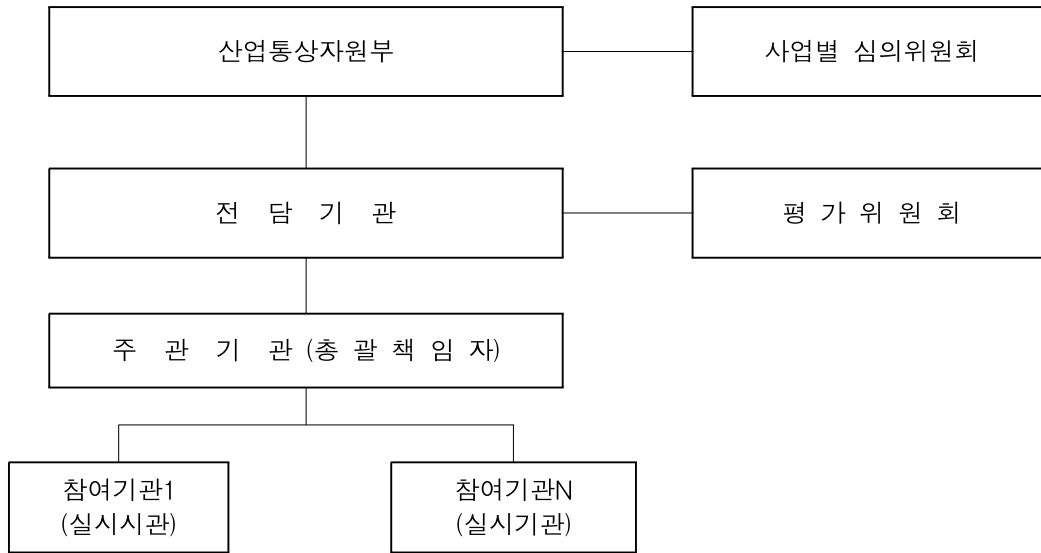 산업통상자원부
사업별 심의위원회
전 담 기 관
평 가 위 원 회
주 관 기 관 (총 괄 책 임 자)
참여기관1
(실시시관)
참여기관N
(실시기관)